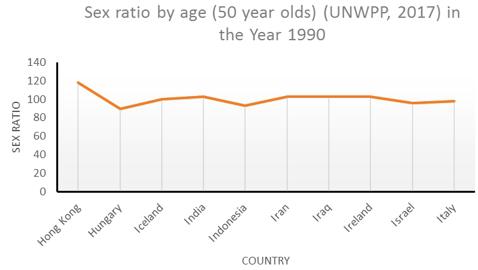 Sex ratio by age (50 year olds) (UNWPP, 2017) in
the Year 1990
140
120
100
80
60
40
20
0
SEX RATIO
Hong Kong
Hungary
Iceland
India
Indonesia
Iran
Iraq
Ireland
Israel
Italy
COUNTRY